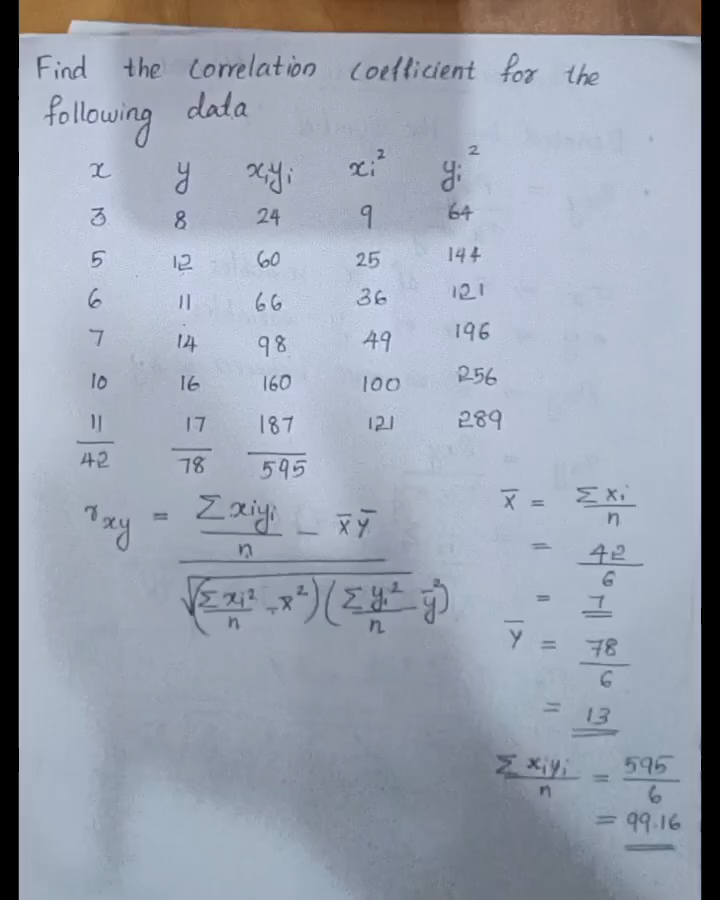 Find the Correlation Coefficient for the
following data
x y xiyi xi² yi²
3 8 24 9 64
5 12 60 25 144
6 11 66 36 121
7 14 98 49 196
10 16 160 100 256
11 17 187 121 289
42 78 595
rxy = (Σxiyi/n - x̄ȳ) / √(Σxi²/n - x̄²)(Σyi²/n - ȳ²)
x̄ = Σxi/n
= 42/6
= 7
ȳ = 78/6
= 13
Σxiyi/n = 595/6
= 99.16